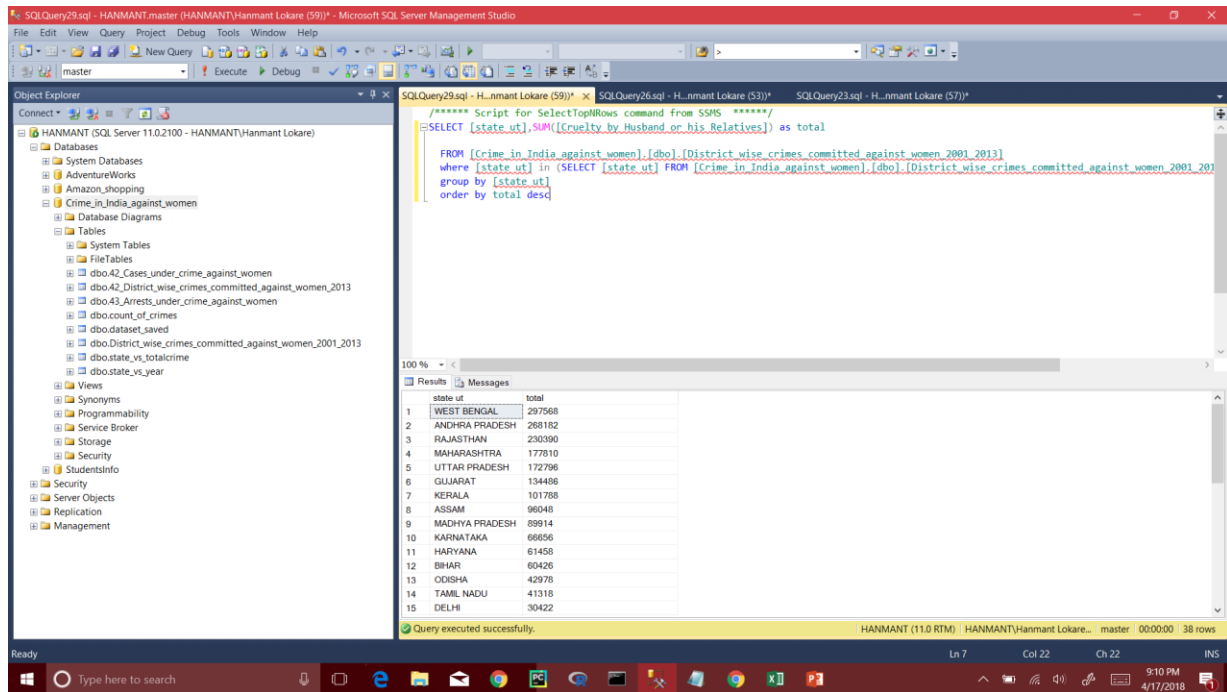 SQLQuery29.sql - HANMANT.master (HANMANT\Hanmant Lokare (59))* - Microsoft SQL Server Management Studio
File Edit View Query Project Debug Tools Window Help
New Query
master
Execute
Debug
Object Explorer
Connect
HANMANT (SQL Server 11.0.2100 - HANMANT\Hanmant Lokare)
Databases
System Databases
AdventureWorks
Amazon_shopping
Crime_in_India_against_women
Database Diagrams
Tables
System Tables
FileTables
dbo.42_Cases_under_crime_against_women
dbo.42_District_wise_crimes_committed_against_women_2013
dbo.43_Arrests_under_crime_against_women
dbo.count_of_crimes
dbo.dataset_saved
dbo.District_wise_crimes_committed_against_women_2001_2013
dbo.state_vs_totalcrime
dbo.state_vs_year
Views
Synonyms
Programmability
Service Broker
Storage
Security
StudentsInfo
Security
Server Objects
Replication
Management
SQLQuery29.sql - H...nmant Lokare (59))* SQLQuery26.sql - H...nmant Lokare (53))* SQLQuery23.sql - H...nmant Lokare (57))*
/****** Script for SelectTopNRows command from SSMS ******/
SELECT [state_ut],SUM([Cruelty by Husband or his Relatives]) as total
FROM [Crime_in_India_against_women].[dbo].[District_wise_crimes_committed_against_women_2001_2013]
where [state_ut] in (SELECT [state_ut] FROM [Crime_in_India_against_women].[dbo].[District_wise_crimes_committed_against_women_2001_201
group by [state_ut]
order by total desc
100 %
Results Messages
state ut total
1 WEST BENGAL 297568
2 ANDHRA PRADESH 268182
3 RAJASTHAN 230390
4 MAHARASHTRA 177810
5 UTTAR PRADESH 172796
6 GUJARAT 134486
7 KERALA 101788
8 ASSAM 96048
9 MADHYA PRADESH 89914
10 KARNATAKA 66656
11 HARYANA 61458
12 BIHAR 60426
13 ODISHA 42978
14 TAMIL NADU 41318
15 DELHI 30422
Query executed successfully. HANMANT (11.0 RTM) HANMANT\Hanmant Lokare... master 00:00:00 38 rows
Ready Ln 7 Col 22 Ch 22 INS
Type here to search
9:10 PM
4/17/2018